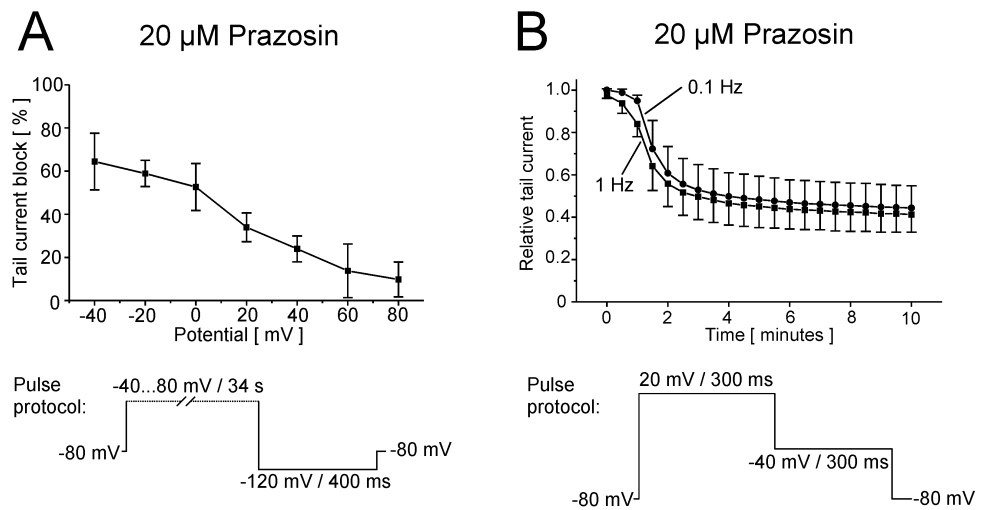 A
20 µM Prazosin
100
80
60
40
20
0
Tail current block [ % ]
-40 -20 0 20 40 60 80
Potential [ mV ]
Pulse
protocol:
-40...80 mV / 34 s
-80 mV
-80 mV
-120 mV / 400 ms
B
20 µM Prazosin
1.0
0.8
0.6
0.4
0.2
0
Relative tail current
0.1 Hz
1 Hz
0 2 4 6 8 10
Time [ minutes ]
Pulse
protocol:
20 mV / 300 ms
-40 mV / 300 ms
-80 mV
-80 mV